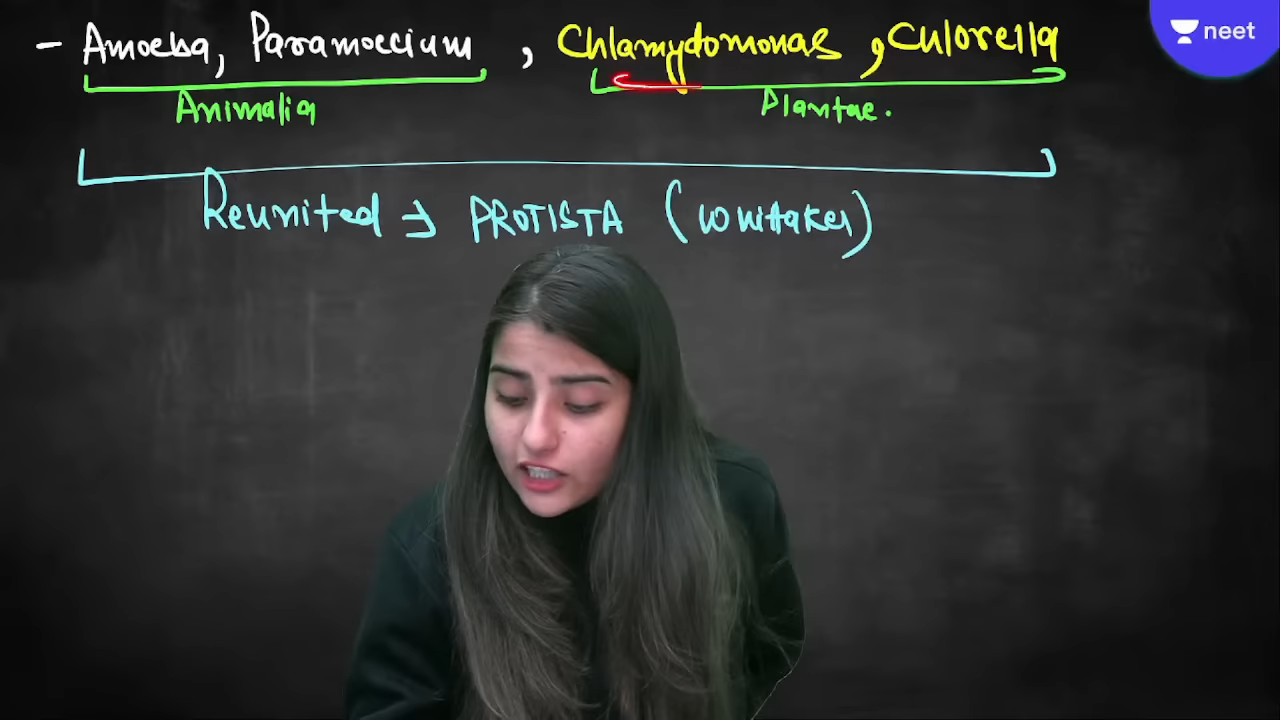 - Amoeba, Paramoecium, Chlamydomonas, Chlorella
Animalia Plantae.
Reunited → PROTISTA (Whittaker)
neet